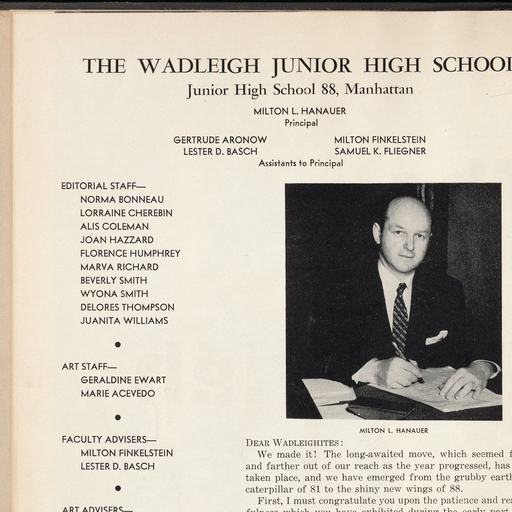 THE WADLEIGH JUNIOR HIGH SCHOOL
Junior High School 88, Manhattan
MILTON L. HANAUER
Principal
GERTRUDE ARONOW MILTON FINKELSTEIN
LESTER D. BASCH SAMUEL K. FLIEGNER
Assistants to Principal
EDITORIAL STAFF—
NORMA BONNEAU
LORRAINE CHEREBIN
ALIS COLEMAN
JOAN HAZZARD
FLORENCE HUMPHREY
MARVA RICHARD
BEVERLY SMITH
WYONA SMITH
DELORES THOMPSON
JUANITA WILLIAMS
ART STAFF—
GERALDINE EWART
MARIE ACEVEDO
FACULTY ADVISERS—
MILTON FINKELSTEIN
LESTER D. BASCH
ART ADVISERS—
MILTON L. HANAUER
DEAR WADLEIGHITES:
We made it! The long-awaited move, which seemed f
and farther out of our reach as the year progressed, has
taken place, and we have emerged from the grubby earth
caterpillar of 81 to the shiny new wings of 88.
First, I must congratulate you upon the patience and re
fulness which you have exhibited during the early part